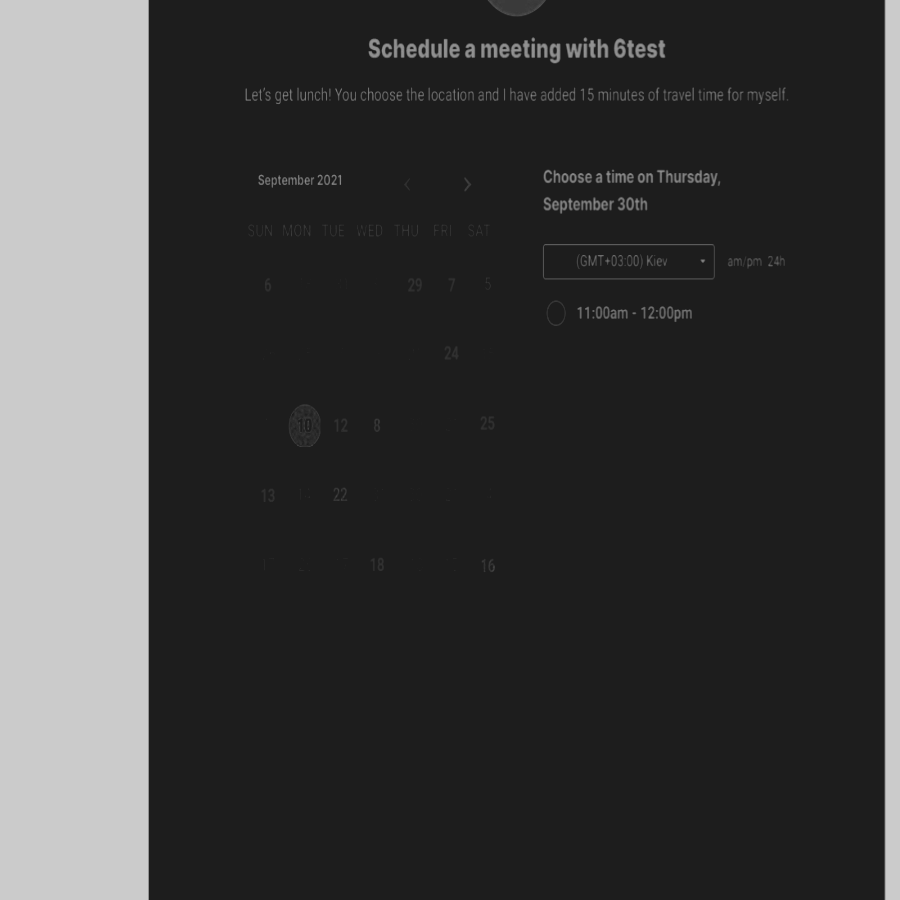 Schedule a meeting with 6test
Let's get lunch! You choose the location and I have added 15 minutes of travel time for myself.
September 2021
SUN MON TUE WED THU FRI SAT
6 29 7 5
24
10 12 8 25
13 22
18 16
Choose a time on Thursday,
September 30th
(GMT+03:00) Kiev am/pm 24h
11:00am - 12:00pm